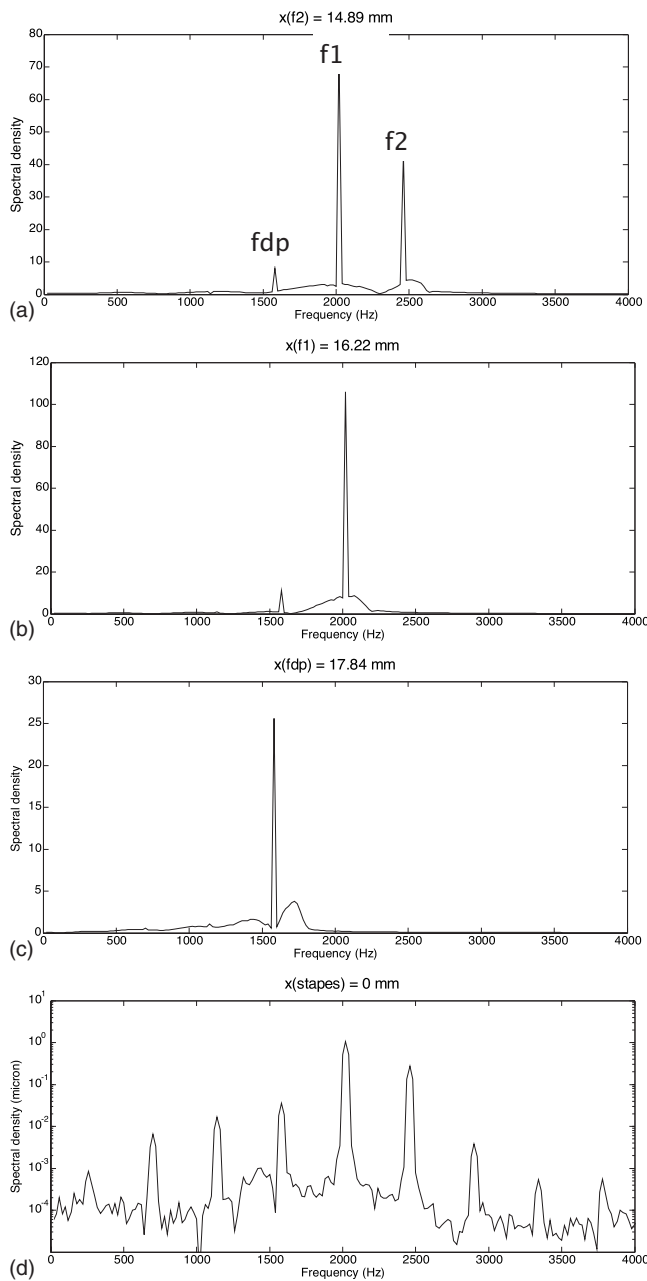 x(f2) = 14.89 mm
80
70
60
50
40
30
20
10
0
Spectral density
f1
f2
fdp
500 1000 1500 2000 2500 3000 3500 4000
Frequency (Hz)
(a)
x(f1) = 16.22 mm
120
100
80
60
40
20
0
Spectral density
0 500 1000 1500 2000 2500 3000 3500 4000
Frequency (Hz)
(b)
x(fdp) = 17.84 mm
30
25
20
15
10
5
0
Spectral density
0 500 1000 1500 2000 2500 3000 3500 4000
Frequency (Hz)
(c)
x(stapes) = 0 mm
10¹
10⁰
10⁻¹
10⁻²
10⁻³
10⁻⁴
Spectral density (micron)
0 500 1000 1500 2000 2500 3000 3500 4000
Frequency (Hz)
(d)